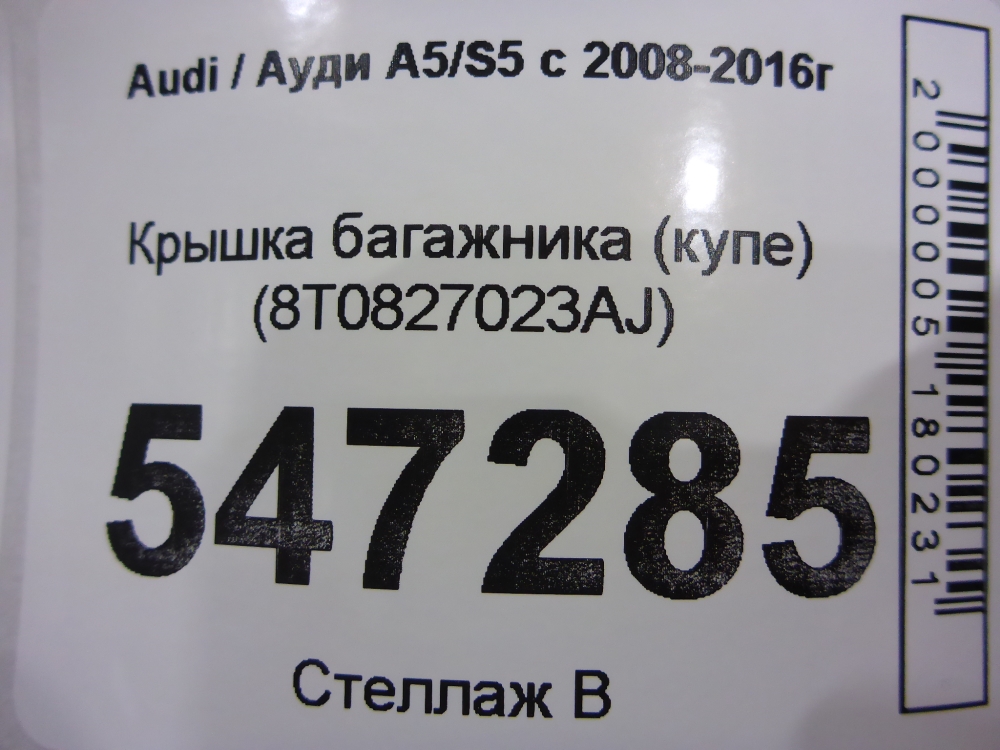 Audi / Ауди A5/S5 с 2008-2016г
Крышка багажника (купе)
(8T0827023AJ)
547285
Стеллаж В
2000005180231